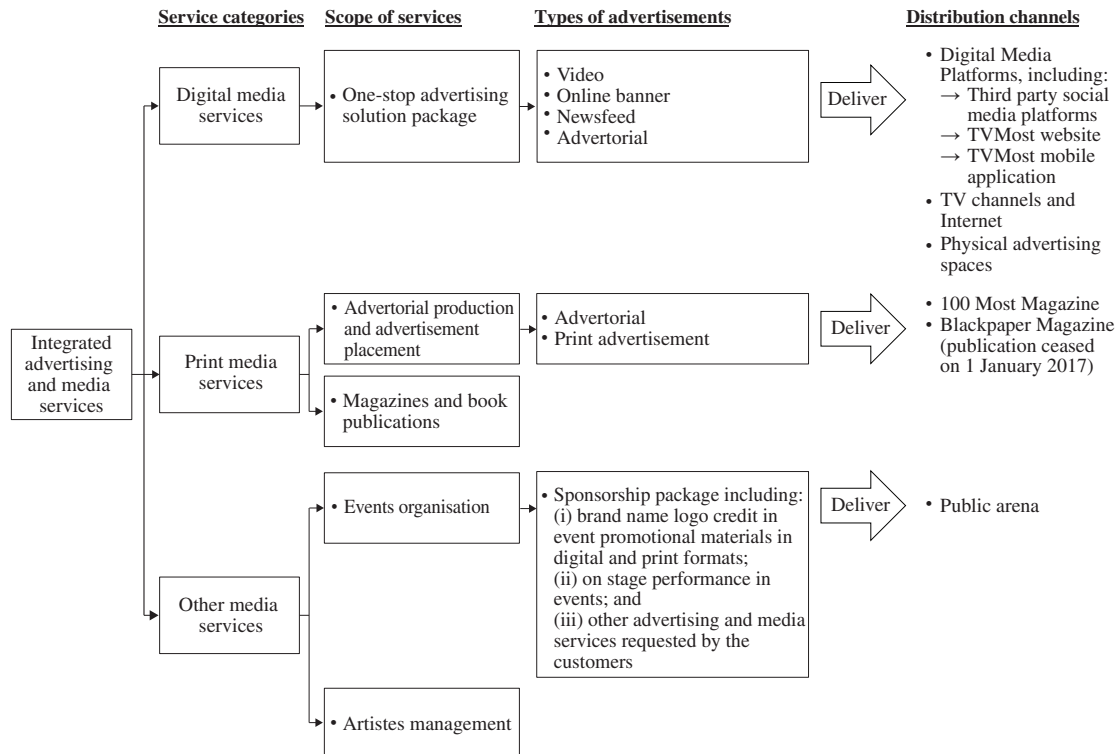 Service categories
Scope of services
Types of advertisements
Distribution channels
Integrated
advertising
and media
services
Digital media
services
• One-stop advertising
solution package
• Video
• Online banner
• Newsfeed
• Advertorial
Deliver
• Digital Media
Platforms, including:
→ Third party social
media platforms
→ TVMost website
→ TVMost mobile
application
• TV channels and
Internet
• Physical advertising
spaces
Print media
services
• Advertorial production
and advertisement
placement
• Advertorial
• Print advertisement
Deliver
• 100 Most Magazine
• Blackpaper Magazine
(publication ceased
on 1 January 2017)
• Magazines and book
publications
Other media
services
• Events organisation
• Sponsorship package including:
(i) brand name logo credit in
event promotional materials in
digital and print formats;
(ii) on stage performance in
events; and
(iii) other advertising and media
services requested by the
customers
Deliver
• Public arena
• Artistes management